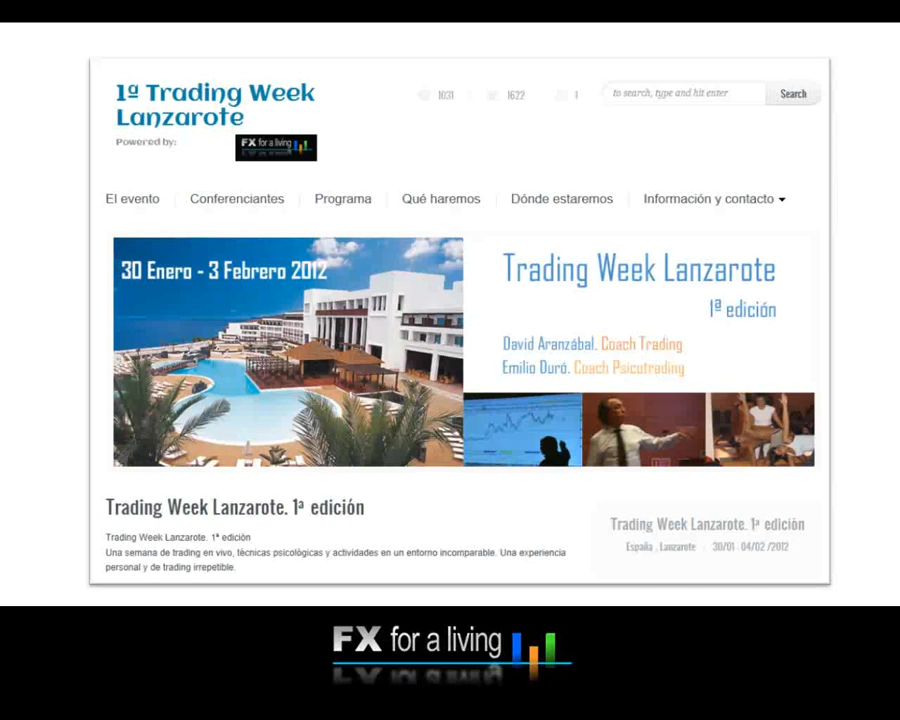 1ª Trading Week
Lanzarote
Powered by:
FX for a living
1031
1622
1
to search, type and hit enter
Search
El evento
Conferenciantes
Programa
Qué haremos
Dónde estaremos
Información y contacto
30 Enero - 3 Febrero 2012
Trading Week Lanzarote
1ª edición
David Aranzábal. Coach Trading
Emilio Duró. Coach Psicotrading
Trading Week Lanzarote. 1ª edición
Trading Week Lanzarote. 1ª edición
Una semana de trading en vivo, técnicas psicológicas y actividades en un entorno incomparable. Una experiencia
personal y de trading irrepetible.
Trading Week Lanzarote. 1ª edición
España , Lanzarote
30/01 - 04/02 /2012
FX for a living